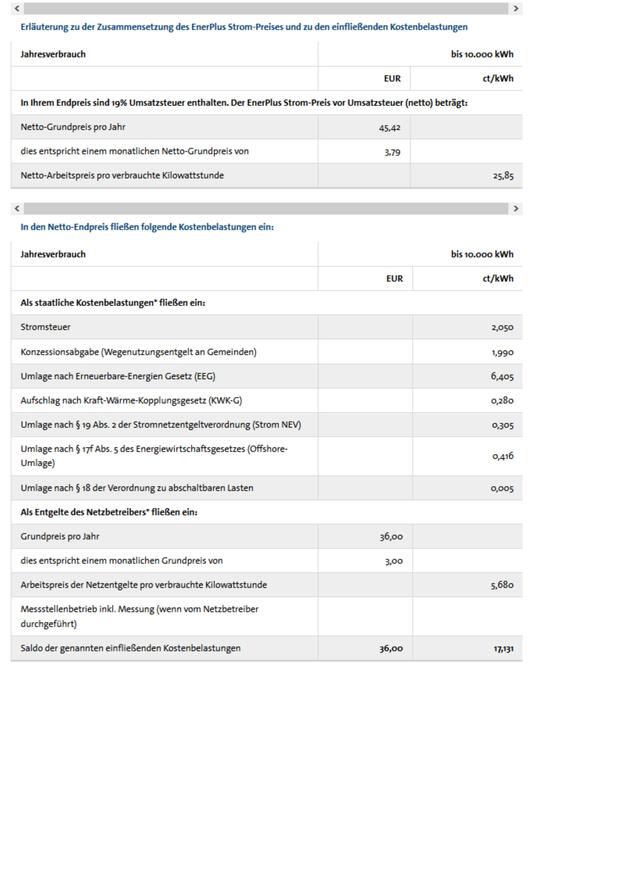 Erläuterung zu der Zusammensetzung des EnerPlus Strom-Preises und zu den einfließenden Kostenbelastungen
Jahresverbrauch bis 10.000 kWh
EUR ct/kWh
In Ihrem Endpreis sind 19% Umsatzsteuer enthalten. Der EnerPlus Strom-Preis vor Umsatzsteuer (netto) beträgt:
Netto-Grundpreis pro Jahr 45,42
dies entspricht einem monatlichen Netto-Grundpreis von 3,79
Netto-Arbeitspreis pro verbrauchte Kilowattstunde 25,85
In den Netto-Endpreis fließen folgende Kostenbelastungen ein:
Jahresverbrauch bis 10.000 kWh
EUR ct/kWh
Als staatliche Kostenbelastungen* fließen ein:
Stromsteuer 2,050
Konzessionsabgabe (Wegenutzungsentgelt an Gemeinden) 1,990
Umlage nach Erneuerbare-Energien Gesetz (EEG) 6,405
Aufschlag nach Kraft-Wärme-Kopplungsgesetz (KWK-G) 0,280
Umlage nach § 19 Abs. 2 der Stromnetzentgeltverordnung (Strom NEV) 0,305
Umlage nach § 17f Abs. 5 des Energiewirtschaftsgesetzes (Offshore-
Umlage) 0,416
Umlage nach § 18 der Verordnung zu abschaltbaren Lasten 0,005
Als Entgelte des Netzbetreibers* fließen ein:
Grundpreis pro Jahr 36,00
dies entspricht einem monatlichen Grundpreis von 3,00
Arbeitspreis der Netzentgelte pro verbrauchte Kilowattstunde 5,680
Messstellenbetrieb inkl. Messung (wenn vom Netzbetreiber
durchgeführt)
Saldo der genannten einfließenden Kostenbelastungen 36,00 17,131